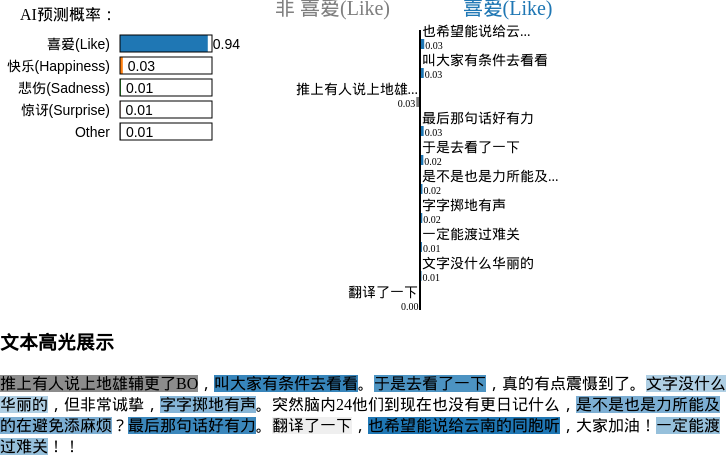 AI预测概率：
喜爱(Like) 0.94
快乐(Happiness) 0.03
悲伤(Sadness) 0.01
惊讶(Surprise) 0.01
Other 0.01
非 喜爱(Like) 喜爱(Like)
也希望能说给云...
0.03
叫大家有条件去看看
0.03
推上有人说上地雄...
0.03
最后那句话好有力
0.03
于是去看了一下
0.02
是不是也是力所能及...
0.02
字字掷地有声
0.02
一定能渡过难关
0.01
文字没什么华丽的
0.01
翻译了一下
0.00
文本高光展示
推上有人说上地雄辅更了BO，叫大家有条件去看看。于是去看了一下，真的有点震慑到了。文字没什么
华丽的，但非常诚挚，字字掷地有声。突然脑内24他们到现在也没有更日记什么，是不是也是力所能及
的在避免添麻烦？最后那句话好有力。翻译了一下，也希望能说给云南的同胞听，大家加油！一定能渡
过难关！！